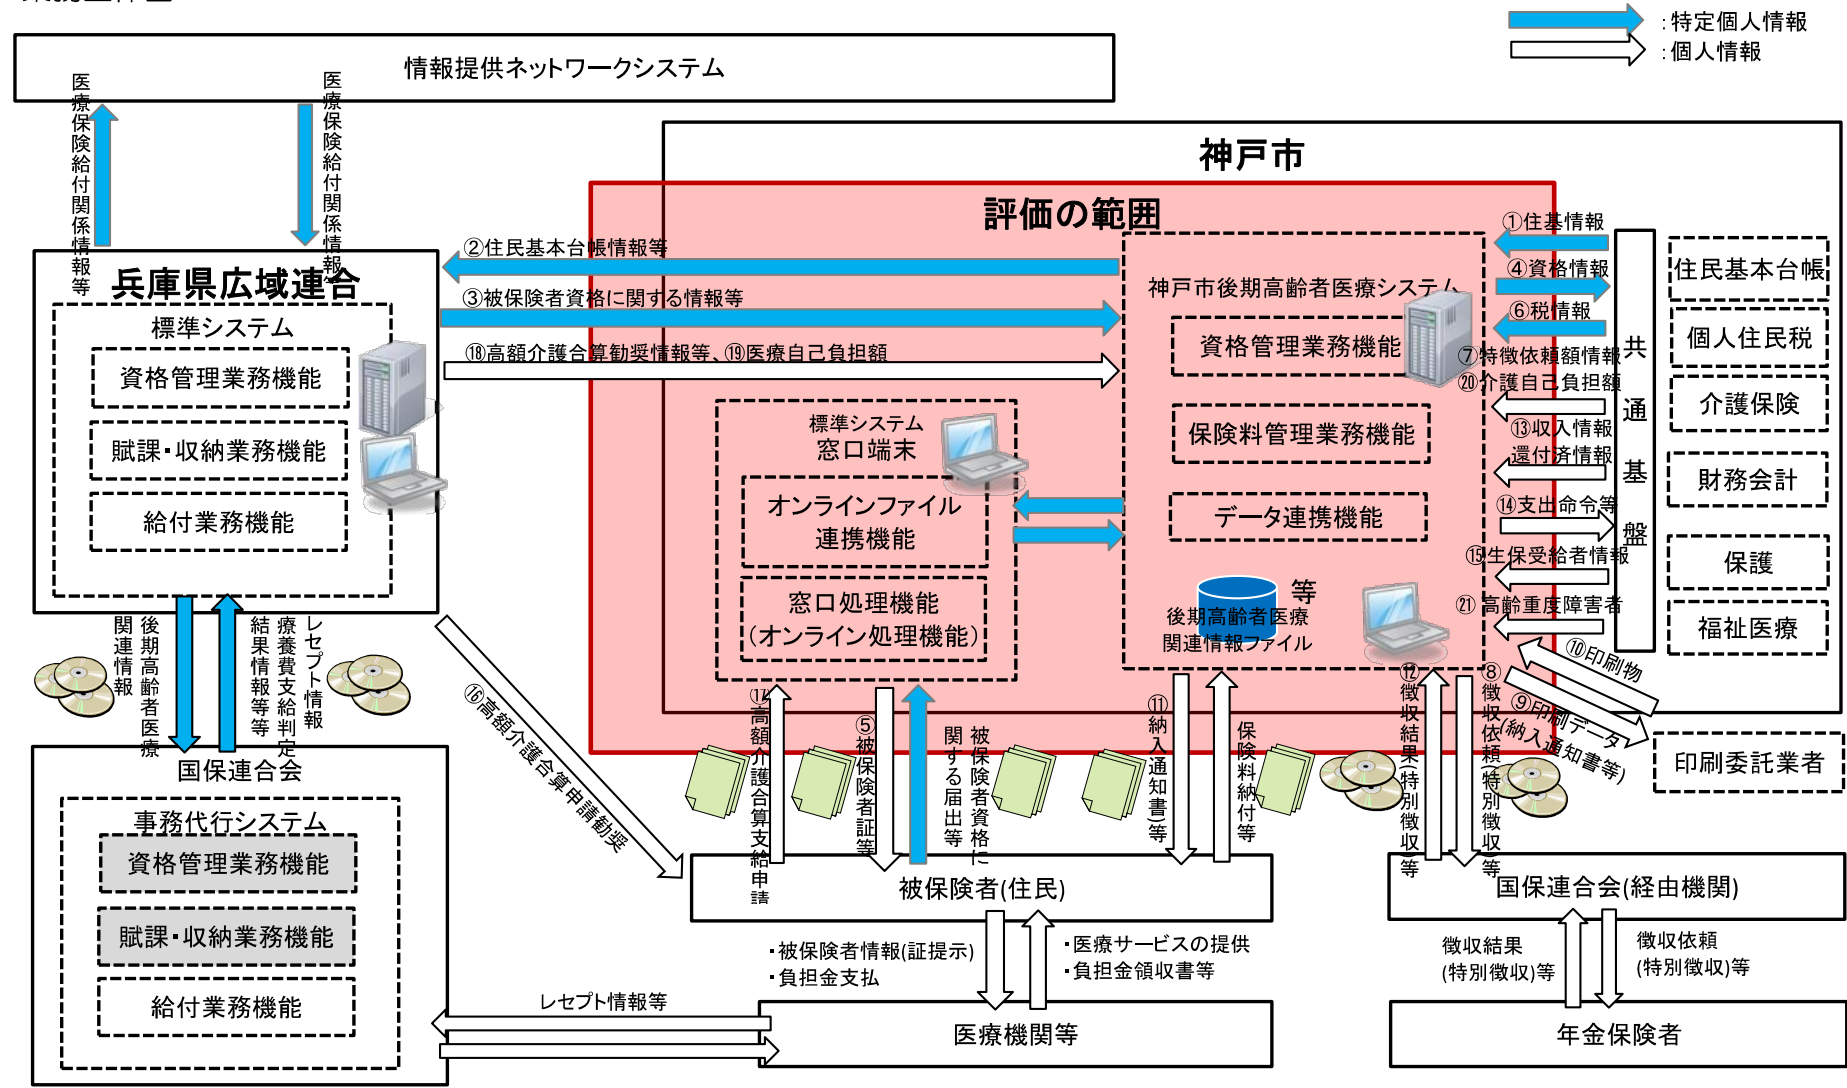 :特定個人情報
:個人情報
情報提供ネットワークシステム
医療保険給付関係情報等
医療保険給付関係情報等
神戸市
評価の範囲
兵庫県広域連合
標準システム
資格管理業務機能
賦課・収納業務機能
給付業務機能
②住民基本台帳情報等
③被保険者資格に関する情報等
⑱高額介護合算勧奨情報等、⑲医療自己負担額
標準システム
窓口端末
オンラインファイル
連携機能
窓口処理機能
(オンライン処理機能)
神戸市後期高齢者医療システム
資格管理業務機能
保険料管理業務機能
データ連携機能
等
後期高齢者医療
関連情報ファイル
①住基情報
④資格情報
⑥税情報
⑦特徴依頼額情報
⑳介護自己負担額
⑬収入情報
還付済情報
⑭支出命令等
⑮生保受給者情報
㉑高齢重度障害者
共通基盤
住民基本台帳
個人住民税
介護保険
財務会計
保護
福祉医療
⑩印刷物
⑨印刷データ
(納入通知書等)
印刷委託業者
後期高齢者医療
関連情報
レセプト情報
療養費支給判定
結果情報等等
⑯高額介護合算申請勧奨
⑰高額介護合算支給申請
⑤被保険者証等
被保険者資格に
関する届出等
⑪納入通知書)等
保険料納付等
⑫徴収結果(特別徴収)等
⑧徴収依頼(特別徴収)等
国保連合会
事務代行システム
資格管理業務機能
賦課・収納業務機能
給付業務機能
被保険者(住民)
国保連合会(経由機関)
・被保険者情報(証提示)
・負担金支払
・医療サービスの提供
・負担金領収書等
徴収結果
(特別徴収)等
徴収依頼
(特別徴収)等
レセプト情報等
医療機関等
年金保険者